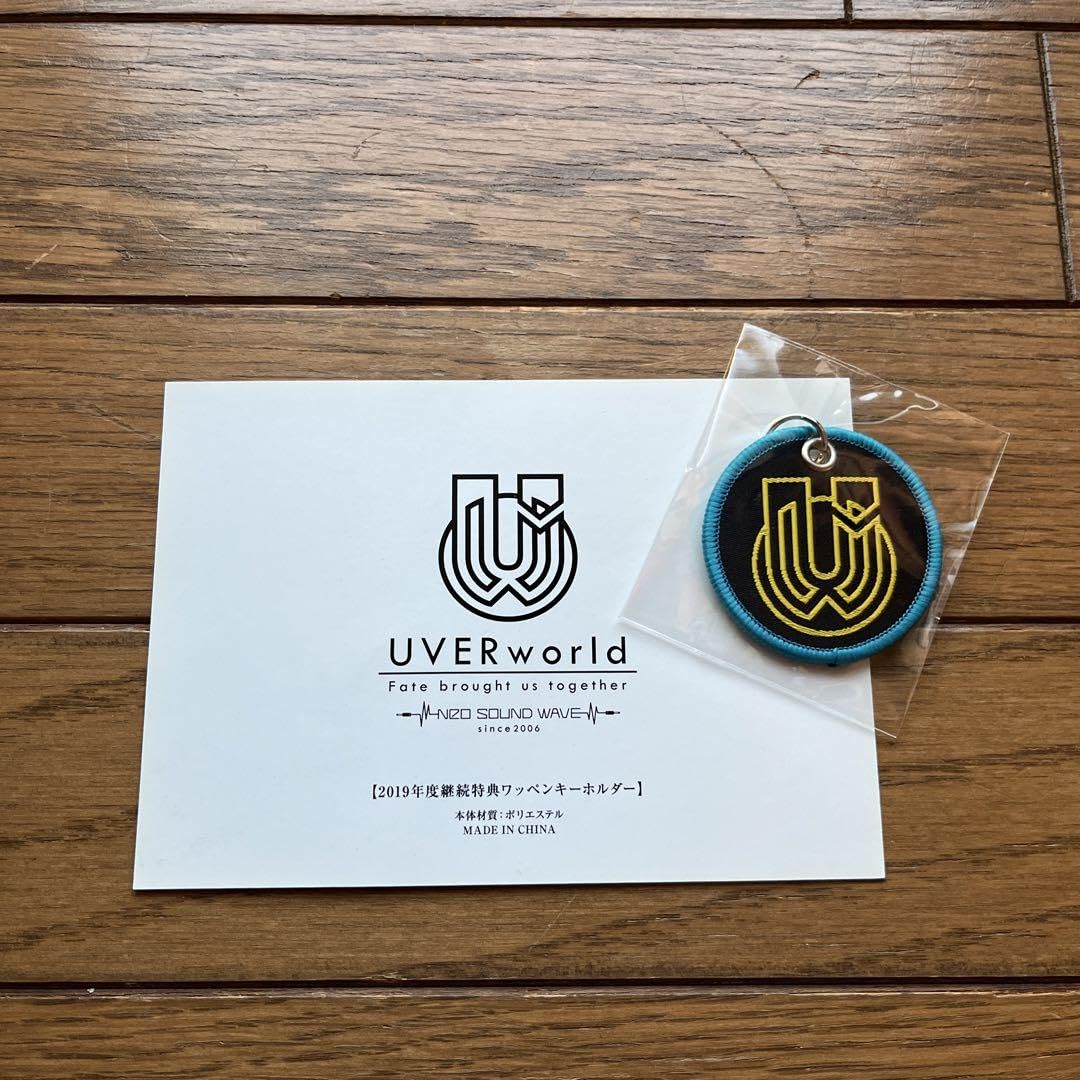 UVERworld
Fate brought us together
NEO SOUND WAVE
since2006
【2019年度継続特典ワッペンキーホルダー】
本体材質：ポリエステル
MADE IN CHINA